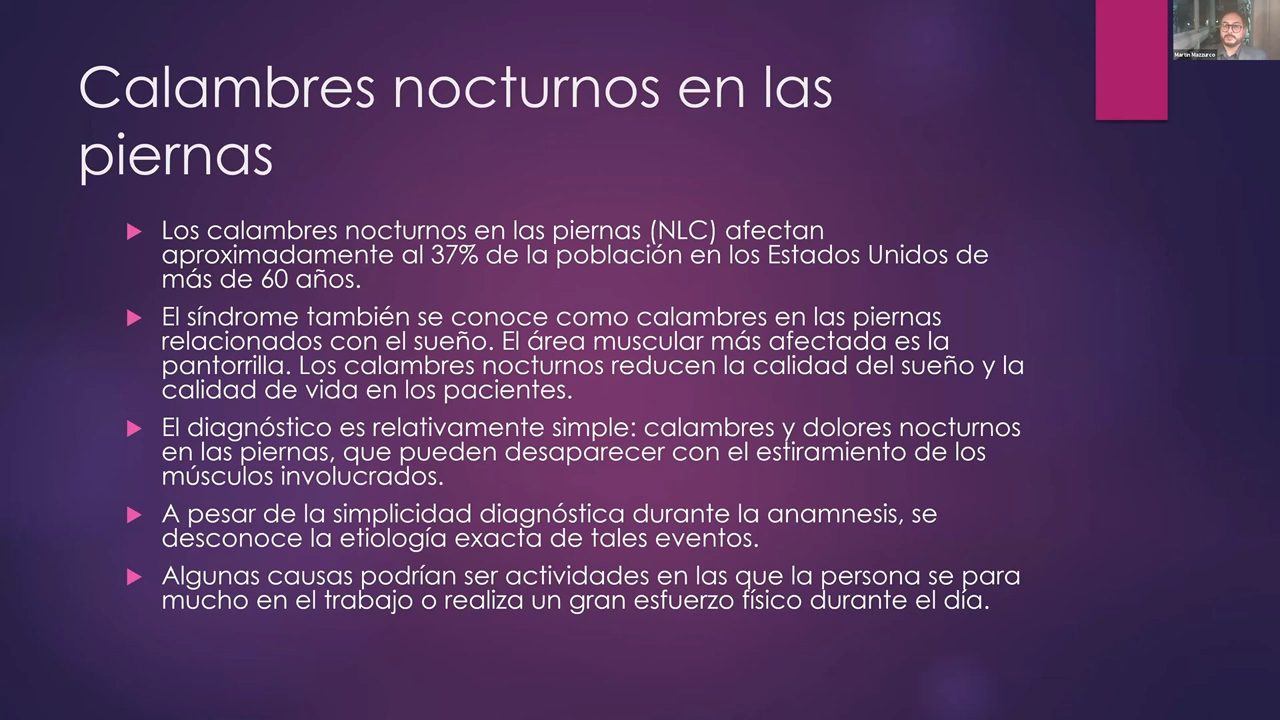 Calambres nocturnos en las
piernas
Los calambres nocturnos en las piernas (NLC) afectan
aproximadamente al 37% de la población en los Estados Unidos de
más de 60 años.
El síndrome también se conoce como calambres en las piernas
relacionados con el sueño. El área muscular más afectada es la
pantorrilla. Los calambres nocturnos reducen la calidad del sueño y la
calidad de vida en los pacientes.
El diagnóstico es relativamente simple: calambres y dolores nocturnos
en las piernas, que pueden desaparecer con el estiramiento de los
músculos involucrados.
A pesar de la simplicidad diagnóstica durante la anamnesis, se
desconoce la etiología exacta de tales eventos.
Algunas causas podrían ser actividades en las que la persona se para
mucho en el trabajo o realiza un gran esfuerzo físico durante el día.
Martin Mazzurco